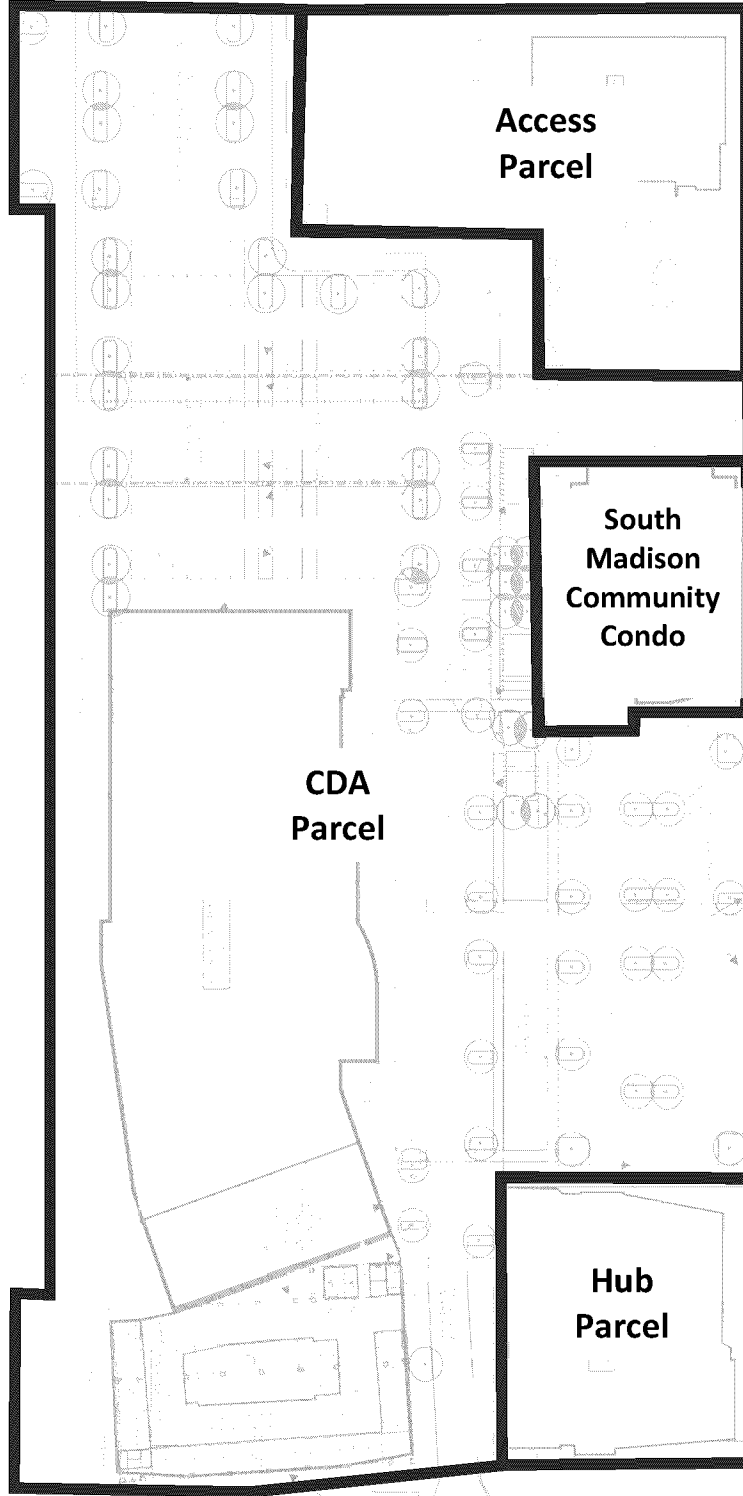 Access
Parcel
South
Madison
Community
Condo
CDA
Parcel
Hub
Parcel